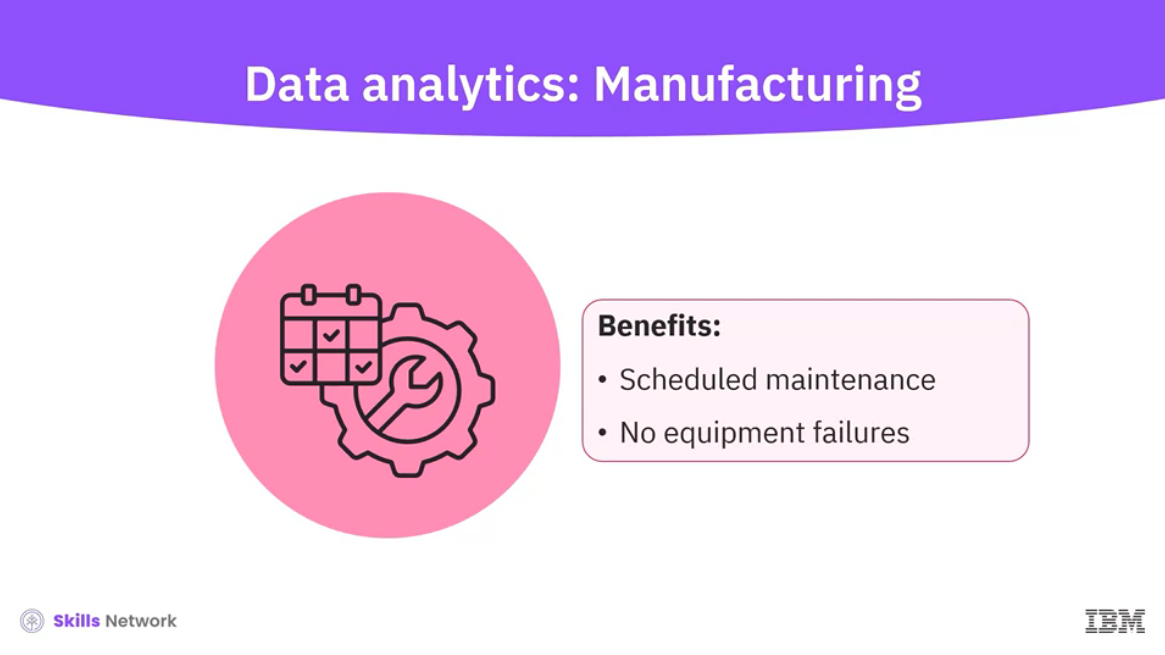 Data analytics: Manufacturing
Benefits:
• Scheduled maintenance
• No equipment failures
Skills Network
IBM